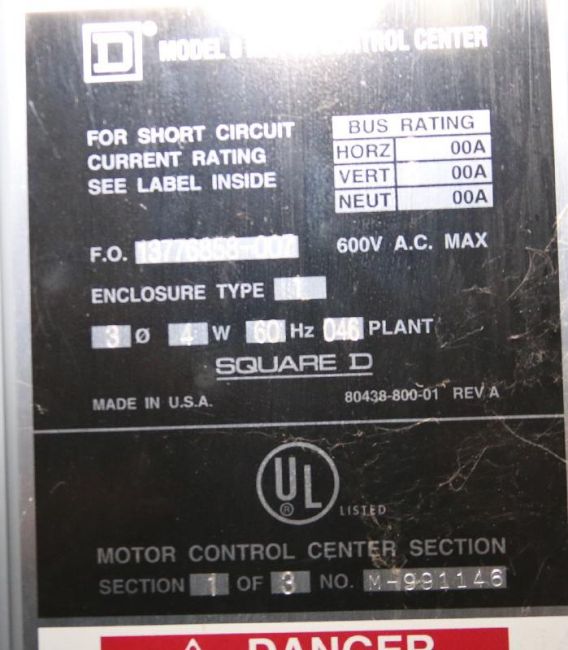 D
MODEL 6 CONTROL CENTER
FOR SHORT CIRCUIT
CURRENT RATING
SEE LABEL INSIDE
BUS RATING
HORZ 00A
VERT 00A
NEUT 00A
F.O. 13776858-007 600V A.C. MAX
ENCLOSURE TYPE 1
3 Ø 4 W 60 Hz 046 PLANT
SQUARE D
MADE IN U.S.A. 80438-800-01 REV A
UL ® LISTED
MOTOR CONTROL CENTER SECTION
SECTION 1 OF 3 NO. M-991146
DANGER